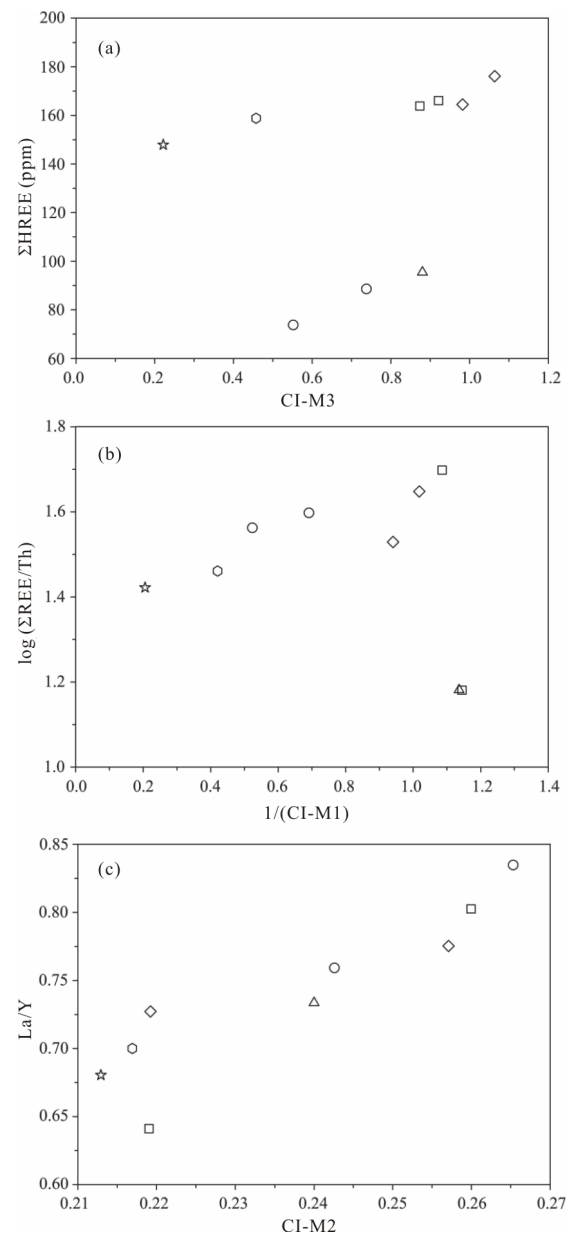 (a)
ΣHREE (ppm)
200
180
160
140
120
100
80
60
0.0 0.2 0.4 0.6 0.8 1.0 1.2
CI-M3
(b)
log (ΣREE/Th)
1.8
1.6
1.4
1.2
1.0
0.0 0.2 0.4 0.6 0.8 1.0 1.2 1.4
1/(CI-M1)
(c)
La/Y
0.85
0.80
0.75
0.70
0.65
0.60
0.21 0.22 0.23 0.24 0.25 0.26 0.27
CI-M2